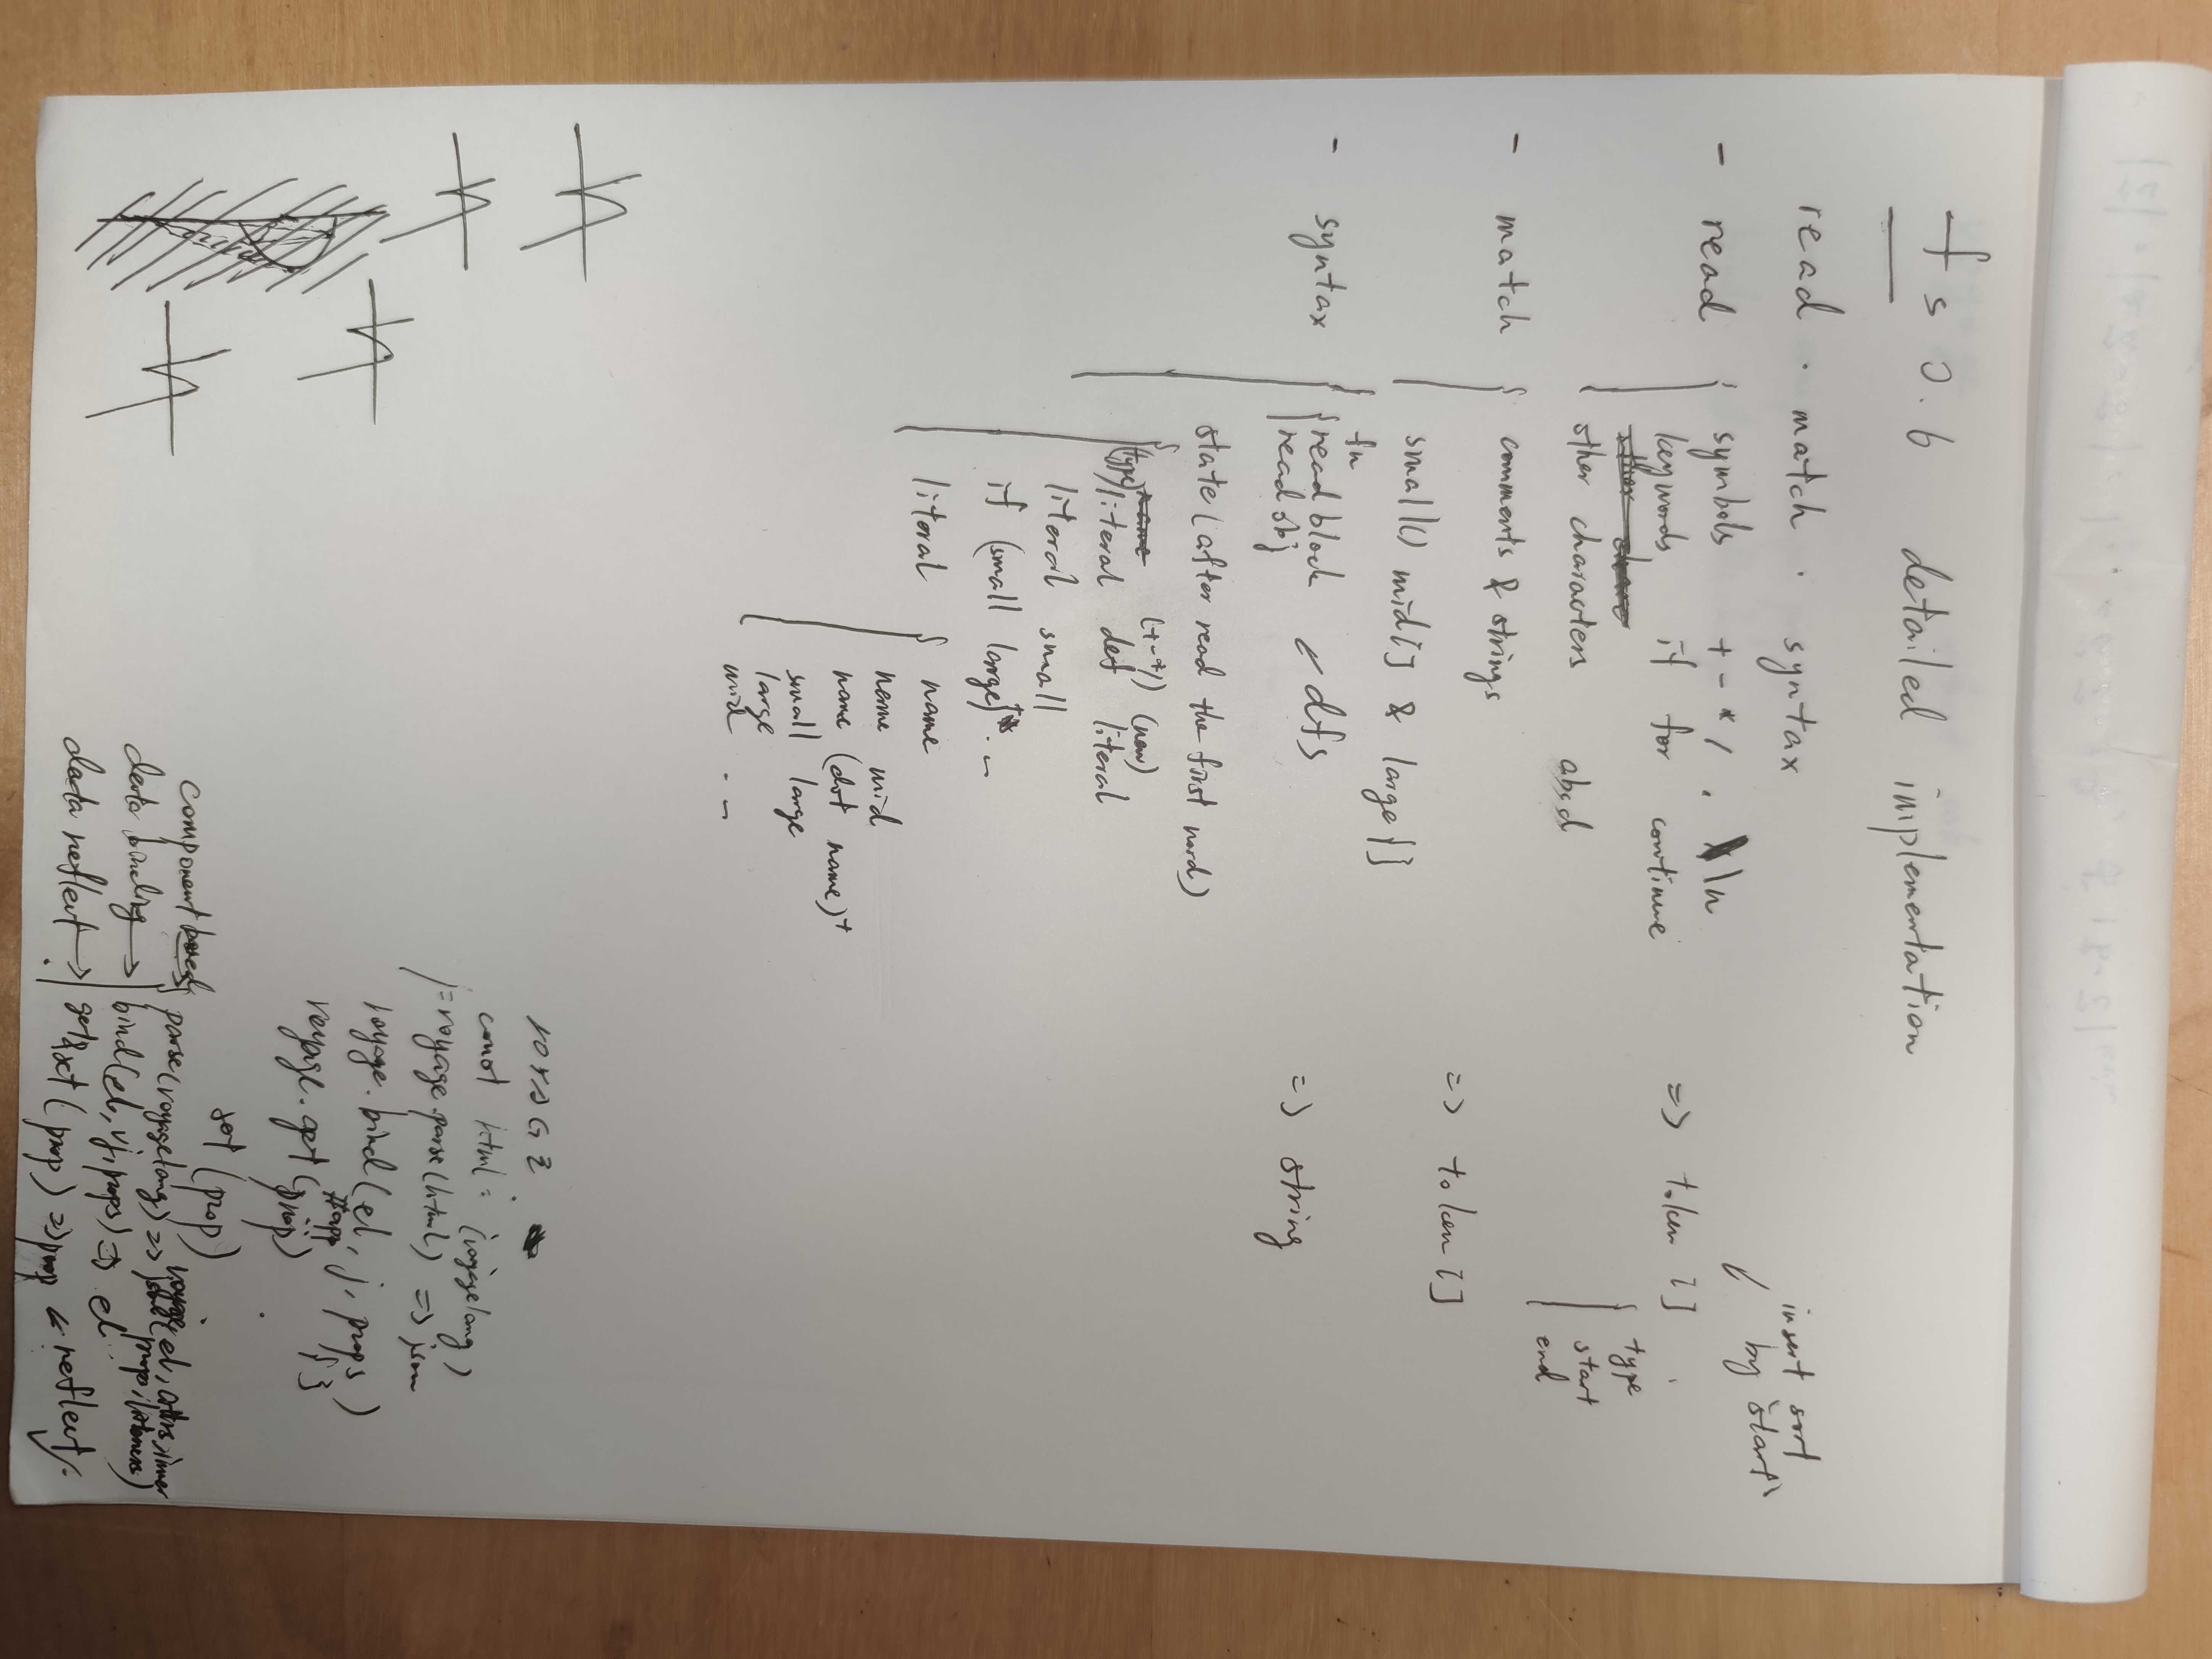 fs 0.6 detailed implementation
read · match · syntax
insert sort
by `start`
- read { symbols + - * / . \n
keywords if for continue => token []
other characters abcd
{ type
start
end
- match { comments & strings
=> token []
small() mid[] & large{}
- syntax { fn
{ read block ↙ dfs
read obj
=> string
state (after read the first word)
{ (type) (+-*/) (new)
literal def literal
literal small
if (small large)+ ...
literal { name
name mid
name (dot name)+
small large
large
mid ...
VOYAGE
const html = `voyagelang`
j = voyage.parse(html) => json
voyage.bind(el, j, props)
#app {}
voyage.get(prop)
set (prop)
component based → parse(voyagelang) => voyage json (el, attrs, inner
props, listeners)
data binding → bind(el, vj, props) => el
data reflect → get&set (prop) => prop ← reflect